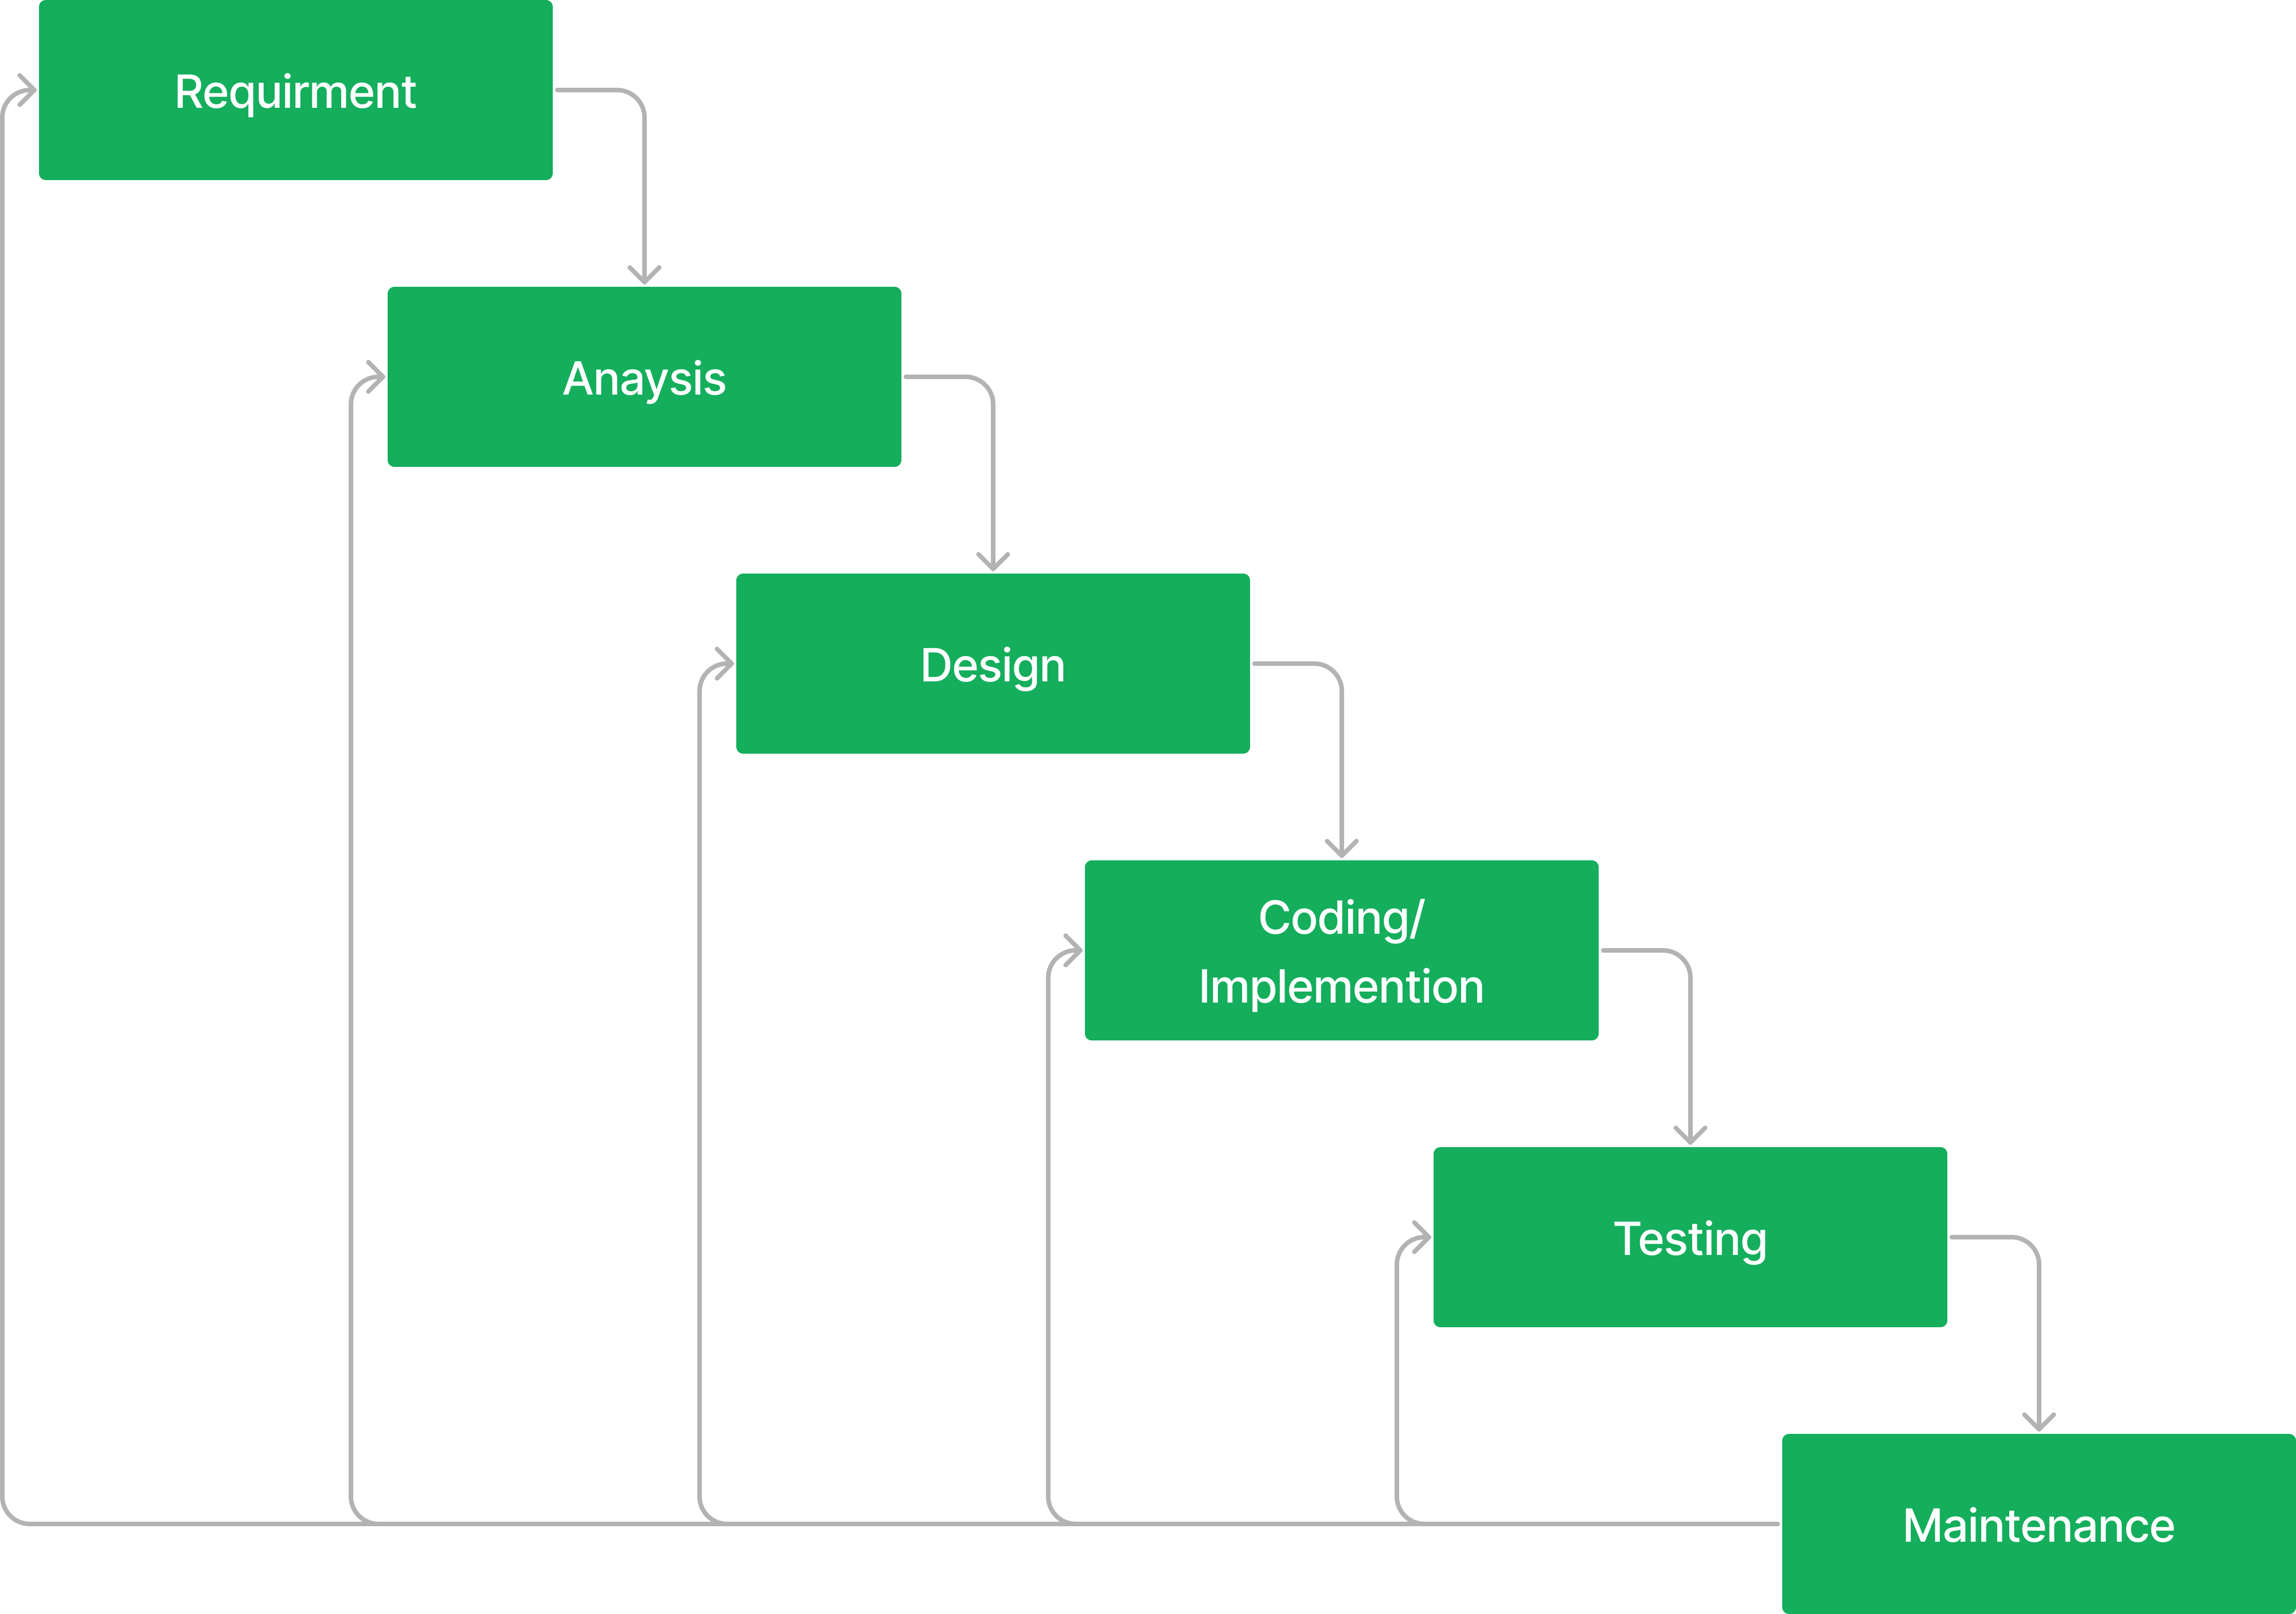 Requirment
Anaysis
Design
Coding/
Implemention
Testing
Maintenance